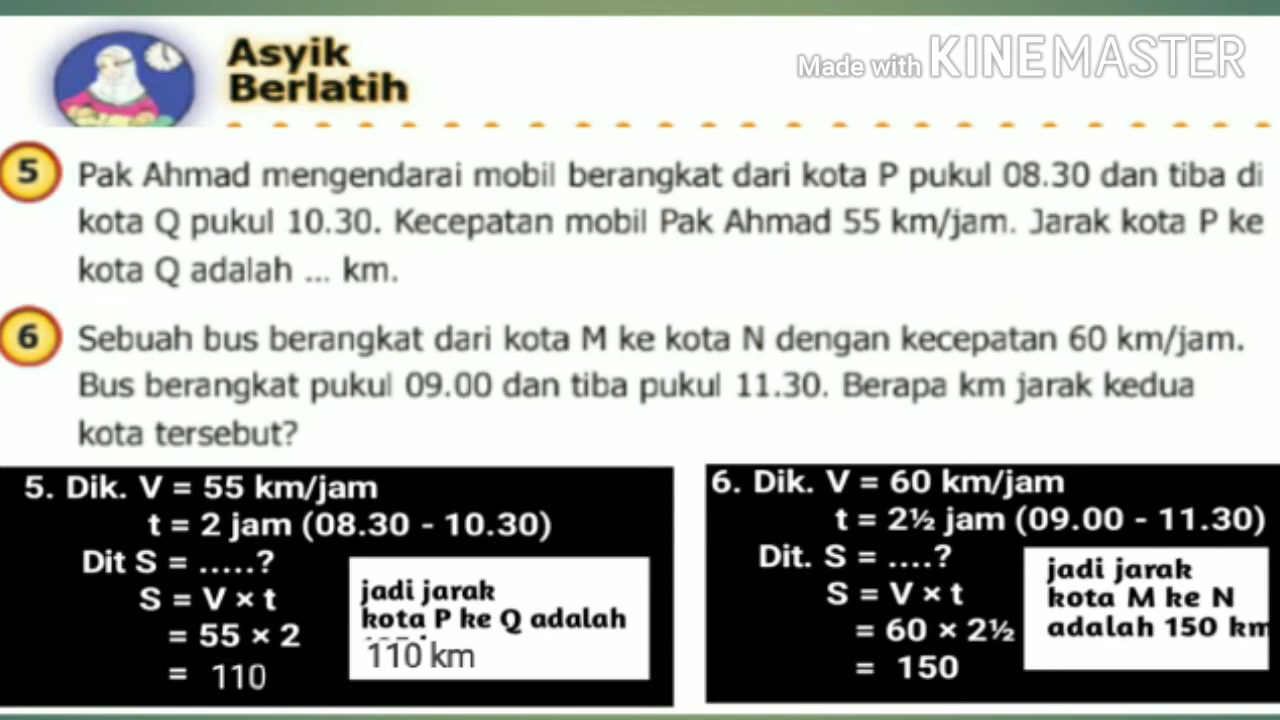 Asyik
Berlatih
Made with KINEMASTER
5 Pak Ahmad mengendarai mobil berangkat dari kota P pukul 08.30 dan tiba di
kota Q pukul 10.30. Kecepatan mobil Pak Ahmad 55 km/jam. Jarak kota P ke
kota Q adalah ... km.
6 Sebuah bus berangkat dari kota M ke kota N dengan kecepatan 60 km/jam.
Bus berangkat pukul 09.00 dan tiba pukul 11.30. Berapa km jarak kedua
kota tersebut?
5. Dik. V = 55 km/jam
t = 2 jam (08.30 - 10.30)
Dit S = .....?
S = V × t
= 55 × 2
= 110
jadi jarak
kota P ke Q adalah
110 km
6. Dik. V = 60 km/jam
t = 2½ jam (09.00 - 11.30)
Dit. S = ....?
S = V × t
= 60 × 2½
= 150
jadi jarak
kota M ke N
adalah 150 km